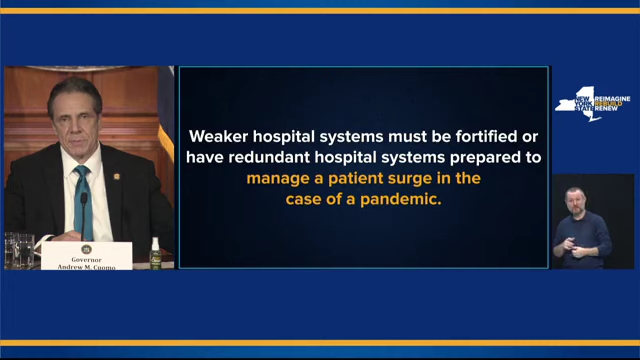 Weaker hospital systems must be fortified or
have redundant hospital systems prepared to
manage a patient surge in the
case of a pandemic.
NEW
YORK
STATE
REIMAGINE
REBUILD
RENEW
Governor
Andrew M. Cuomo